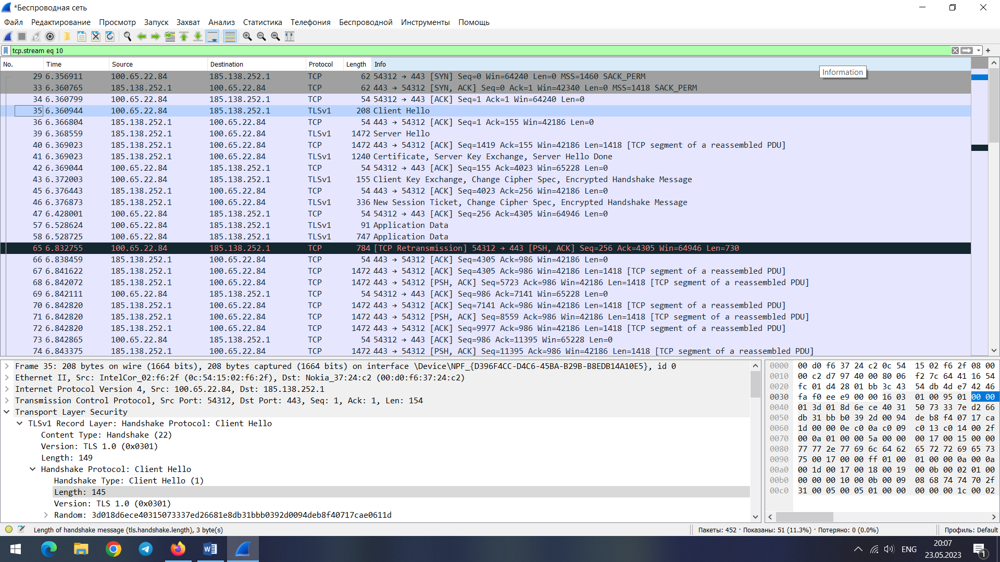 *Беспроводная сеть
Файл Редактирование Просмотр Запуск Захват Анализ Статистика Телефония Беспроводной Инструменты Помощь
tcp.stream eq 10
No. Time Source Destination Protocol Length Info
Information
29 6.356911 100.65.22.84 185.138.252.1 TCP 62 54312 → 443 [SYN] Seq=0 Win=64240 Len=0 MSS=1460 SACK_PERM
33 6.360765 185.138.252.1 100.65.22.84 TCP 62 443 → 54312 [SYN, ACK] Seq=0 Ack=1 Win=42340 Len=0 MSS=1418 SACK_PERM
34 6.360799 100.65.22.84 185.138.252.1 TCP 54 54312 → 443 [ACK] Seq=1 Ack=1 Win=64240 Len=0
35 6.360944 100.65.22.84 185.138.252.1 TLSv1 208 Client Hello
36 6.366804 185.138.252.1 100.65.22.84 TCP 54 443 → 54312 [ACK] Seq=1 Ack=155 Win=42186 Len=0
39 6.368559 185.138.252.1 100.65.22.84 TLSv1 1472 Server Hello
40 6.369023 185.138.252.1 100.65.22.84 TCP 1472 443 → 54312 [ACK] Seq=1419 Ack=155 Win=42186 Len=1418 [TCP segment of a reassembled PDU]
41 6.369023 185.138.252.1 100.65.22.84 TLSv1 1240 Certificate, Server Key Exchange, Server Hello Done
42 6.369044 100.65.22.84 185.138.252.1 TCP 54 54312 → 443 [ACK] Seq=155 Ack=4023 Win=65228 Len=0
43 6.372003 100.65.22.84 185.138.252.1 TLSv1 155 Client Key Exchange, Change Cipher Spec, Encrypted Handshake Message
45 6.376443 185.138.252.1 100.65.22.84 TCP 54 443 → 54312 [ACK] Seq=4023 Ack=256 Win=42186 Len=0
46 6.376873 185.138.252.1 100.65.22.84 TLSv1 336 New Session Ticket, Change Cipher Spec, Encrypted Handshake Message
47 6.428001 100.65.22.84 185.138.252.1 TCP 54 54312 → 443 [ACK] Seq=256 Ack=4305 Win=64946 Len=0
57 6.528624 100.65.22.84 185.138.252.1 TLSv1 91 Application Data
58 6.528725 100.65.22.84 185.138.252.1 TLSv1 747 Application Data
65 6.832755 100.65.22.84 185.138.252.1 TCP 784 [TCP Retransmission] 54312 → 443 [PSH, ACK] Seq=256 Ack=4305 Win=64946 Len=730
66 6.838459 185.138.252.1 100.65.22.84 TCP 54 443 → 54312 [ACK] Seq=4305 Ack=986 Win=42186 Len=0
67 6.841622 185.138.252.1 100.65.22.84 TCP 1472 443 → 54312 [ACK] Seq=4305 Ack=986 Win=42186 Len=1418 [TCP segment of a reassembled PDU]
68 6.842072 185.138.252.1 100.65.22.84 TCP 1472 443 → 54312 [PSH, ACK] Seq=5723 Ack=986 Win=42186 Len=1418 [TCP segment of a reassembled PDU]
69 6.842111 100.65.22.84 185.138.252.1 TCP 54 54312 → 443 [ACK] Seq=986 Ack=7141 Win=65228 Len=0
70 6.842820 185.138.252.1 100.65.22.84 TCP 1472 443 → 54312 [ACK] Seq=7141 Ack=986 Win=42186 Len=1418 [TCP segment of a reassembled PDU]
71 6.842820 185.138.252.1 100.65.22.84 TCP 1472 443 → 54312 [PSH, ACK] Seq=8559 Ack=986 Win=42186 Len=1418 [TCP segment of a reassembled PDU]
72 6.842820 185.138.252.1 100.65.22.84 TCP 1472 443 → 54312 [ACK] Seq=9977 Ack=986 Win=42186 Len=1418 [TCP segment of a reassembled PDU]
73 6.842865 100.65.22.84 185.138.252.1 TCP 54 54312 → 443 [ACK] Seq=986 Ack=11395 Win=65228 Len=0
74 6.843375 185.138.252.1 100.65.22.84 TCP 1472 443 → 54312 [PSH, ACK] Seq=11395 Ack=986 Win=42186 Len=1418 [TCP segment of a reassembled PDU]
Frame 35: 208 bytes on wire (1664 bits), 208 bytes captured (1664 bits) on interface \Device\NPF_{D396F4CC-D4C6-45BA-B29B-B8EDB14A10E5}, id 0
Ethernet II, Src: IntelCor_02:f6:2f (0c:54:15:02:f6:2f), Dst: Nokia_37:24:c2 (00:d0:f6:37:24:c2)
Internet Protocol Version 4, Src: 100.65.22.84, Dst: 185.138.252.1
Transmission Control Protocol, Src Port: 54312, Dst Port: 443, Seq: 1, Ack: 1, Len: 154
Transport Layer Security
TLSv1 Record Layer: Handshake Protocol: Client Hello
Content Type: Handshake (22)
Version: TLS 1.0 (0x0301)
Length: 149
Handshake Protocol: Client Hello
Handshake Type: Client Hello (1)
Length: 145
Version: TLS 1.0 (0x0301)
Random: 3d018d6ece40315073337ed26681e8db31bbb0392d0094deb8f40717cae0611d
0000 00 d0 f6 37 24 c2 0c 54 15 02 f6 2f 08 00
0010 00 c2 d7 97 40 00 80 06 f2 7c 64 41 16 54
0020 fc 01 d4 28 01 bb 3c 43 54 db 4d e7 42 46
0030 fa f0 ee e9 00 00 16 03 01 00 95 01 00 00
0040 01 3d 01 8d 6e ce 40 31 50 73 33 7e d2 66
0050 db 31 bb b0 39 2d 00 94 de b8 f4 07 17 ca
0060 1d 00 00 0e c0 0a c0 09 c0 13 c0 14 00 2f
0070 00 0a 01 00 00 5a 00 00 00 17 00 15 00 00
0080 77 77 2e 77 69 6c 64 62 65 72 72 69 65 73
0090 75 00 17 00 00 ff 01 00 01 00 00 0a 00 0a
00a0 00 1d 00 17 00 18 00 19 00 0b 00 02 01 00
00b0 00 00 00 10 00 0b 00 09 08 68 74 74 70 2f
00c0 31 00 05 00 05 01 00 00 00 00 00 1c 00 02
Length of handshake message (tls.handshake.length), 3 byte(s)
Пакеты: 452 · Показаны: 51 (11.3%) · Потеряно: 0 (0.0%)
Профиль: Default
ENG
20:07
23.05.2023
1